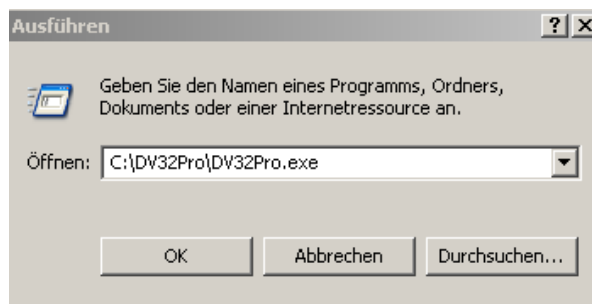 Ausführen
Geben Sie den Namen eines Programms, Ordners,
Dokuments oder einer Internetressource an.
Öffnen: C:\DV32Pro\DV32Pro.exe
OK Abbrechen Durchsuchen...